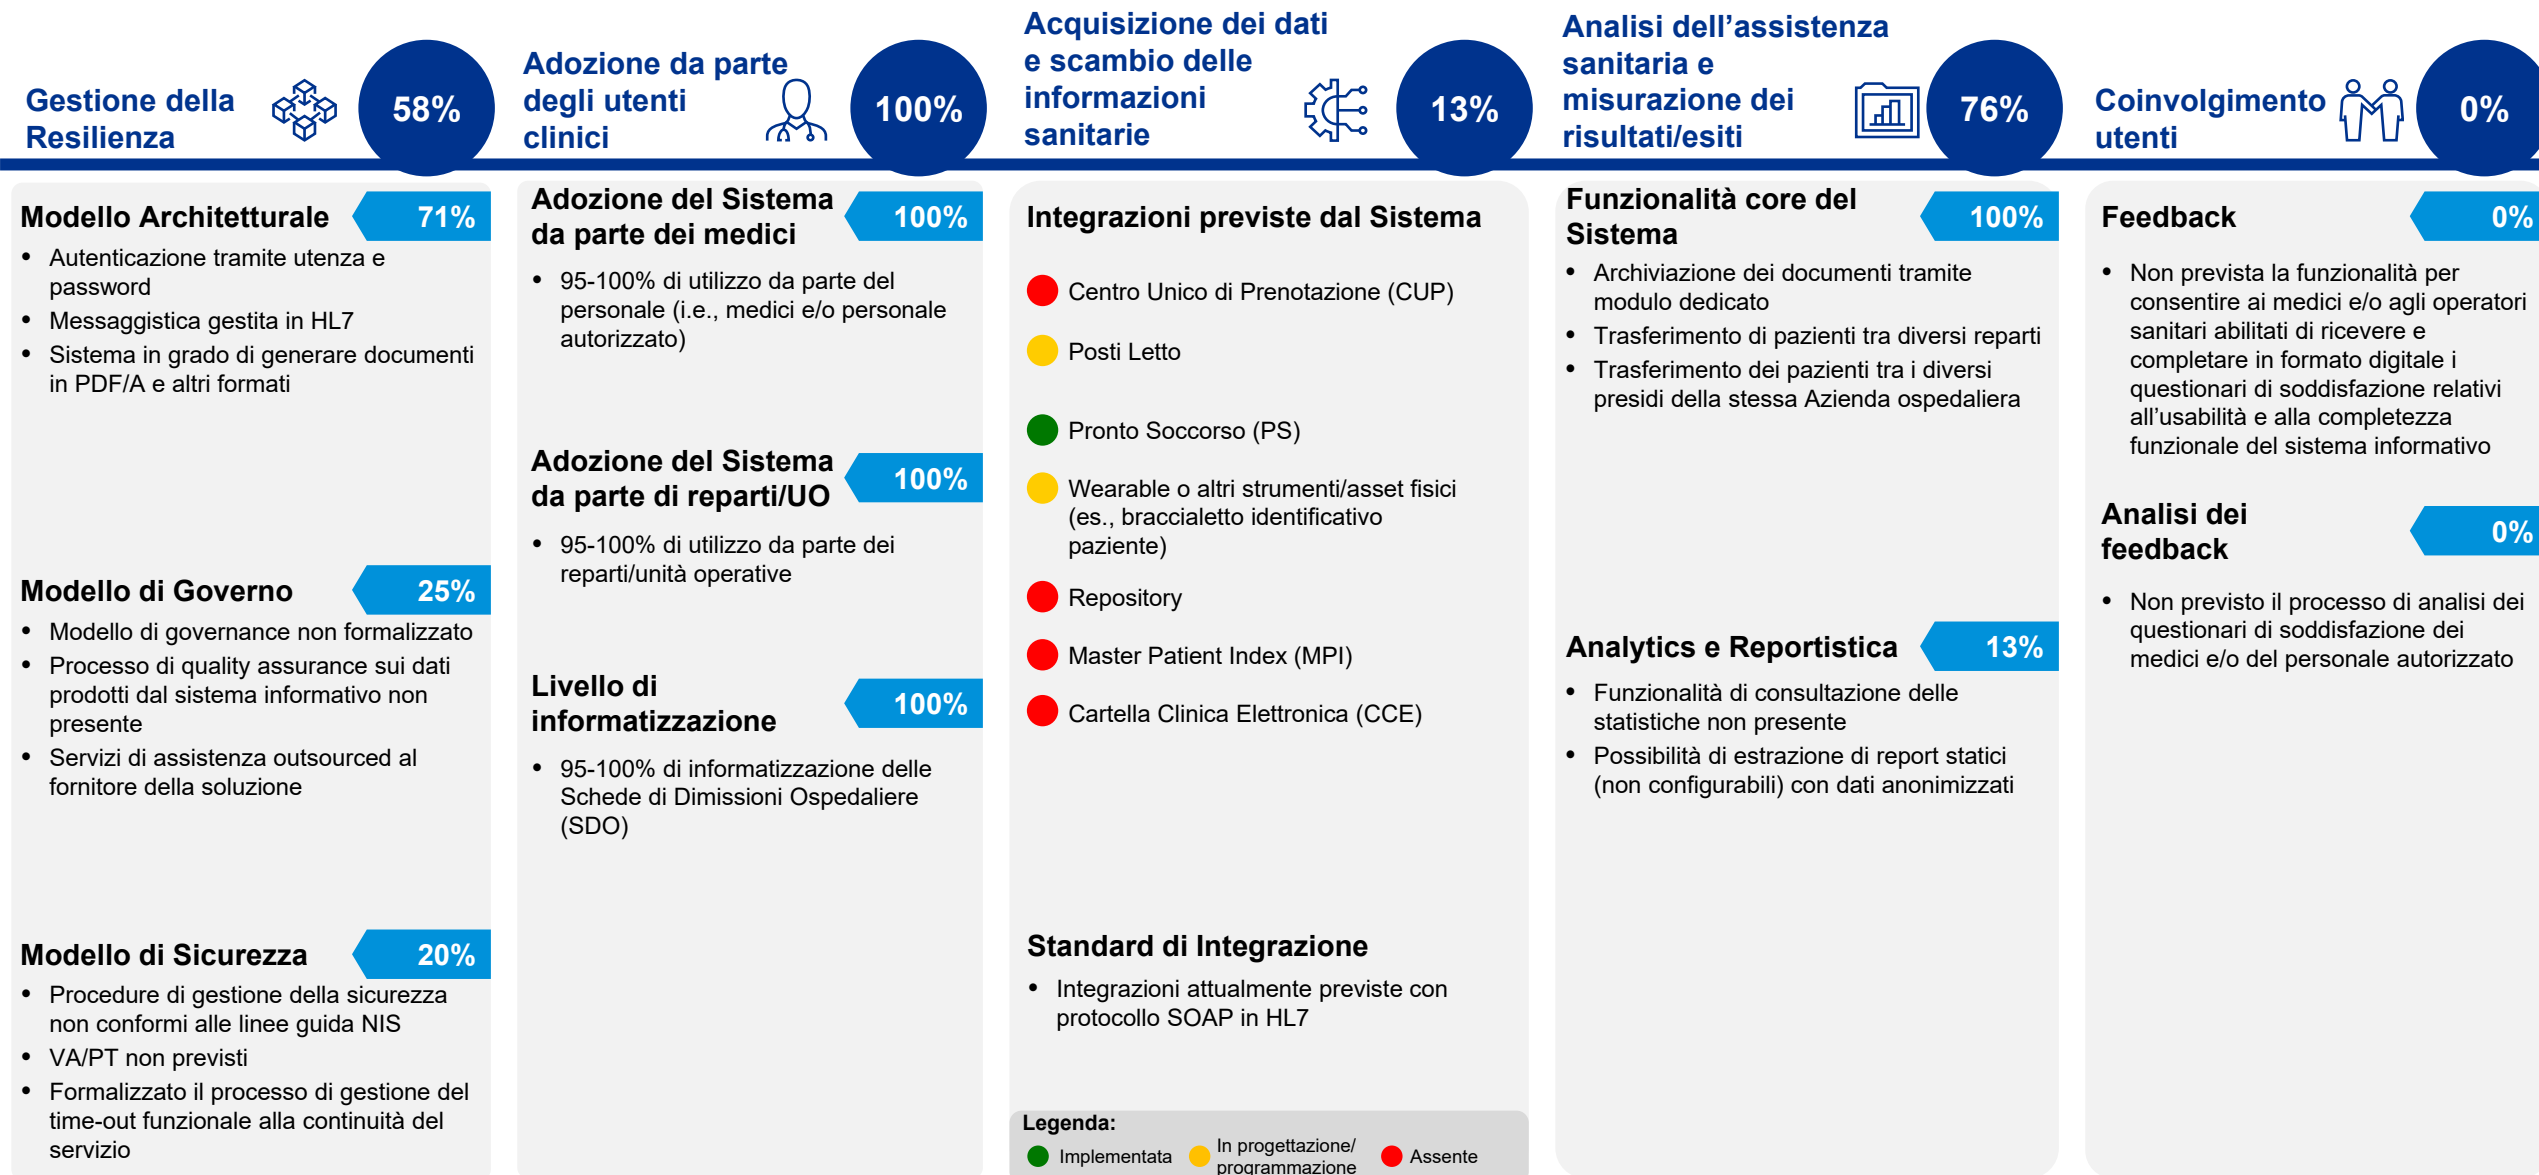 Gestione della
Resilienza
58%
Modello Architetturale
71%
• Autenticazione tramite utenza e
password
• Messaggistica gestita in HL7
• Sistema in grado di generare documenti
in PDF/A e altri formati
Modello di Governo
25%
• Modello di governance non formalizzato
• Processo di quality assurance sui dati
prodotti dal sistema informativo non
presente
• Servizi di assistenza outsourced al
fornitore della soluzione
Modello di Sicurezza
20%
• Procedure di gestione della sicurezza
non conformi alle linee guida NIS
• VA/PT non previsti
• Formalizzato il processo di gestione del
time-out funzionale alla continuità del
servizio
Adozione da parte
degli utenti
clinici
100%
Adozione del Sistema
da parte dei medici
100%
• 95-100% di utilizzo da parte del
personale (i.e., medici e/o personale
autorizzato)
Adozione del Sistema
da parte di reparti/UO
100%
• 95-100% di utilizzo da parte dei
reparti/unità operative
Livello di
informatizzazione
100%
• 95-100% di informatizzazione delle
Schede di Dimissioni Ospedaliere
(SDO)
Acquisizione dei dati
e scambio delle
informazioni
sanitarie
13%
Integrazioni previste dal Sistema
Centro Unico di Prenotazione (CUP)
Posti Letto
Pronto Soccorso (PS)
Wearable o altri strumenti/asset fisici
(es., braccialetto identificativo
paziente)
Repository
Master Patient Index (MPI)
Cartella Clinica Elettronica (CCE)
Standard di Integrazione
• Integrazioni attualmente previste con
protocollo SOAP in HL7
Legenda:
Implementata
In progettazione/
programmazione
Assente
Analisi dell’assistenza
sanitaria e
misurazione dei
risultati/esiti
76%
Funzionalità core del
Sistema
100%
• Archiviazione dei documenti tramite
modulo dedicato
• Trasferimento di pazienti tra diversi reparti
• Trasferimento dei pazienti tra i diversi
presidi della stessa Azienda ospedaliera
Analytics e Reportistica
13%
• Funzionalità di consultazione delle
statistiche non presente
• Possibilità di estrazione di report statici
(non configurabili) con dati anonimizzati
Coinvolgimento
utenti
0%
Feedback
0%
• Non prevista la funzionalità per
consentire ai medici e/o agli operatori
sanitari abilitati di ricevere e
completare in formato digitale i
questionari di soddisfazione relativi
all’usabilità e alla completezza
funzionale del sistema informativo
Analisi dei
feedback
0%
• Non previsto il processo di analisi dei
questionari di soddisfazione dei
medici e/o del personale autorizzato